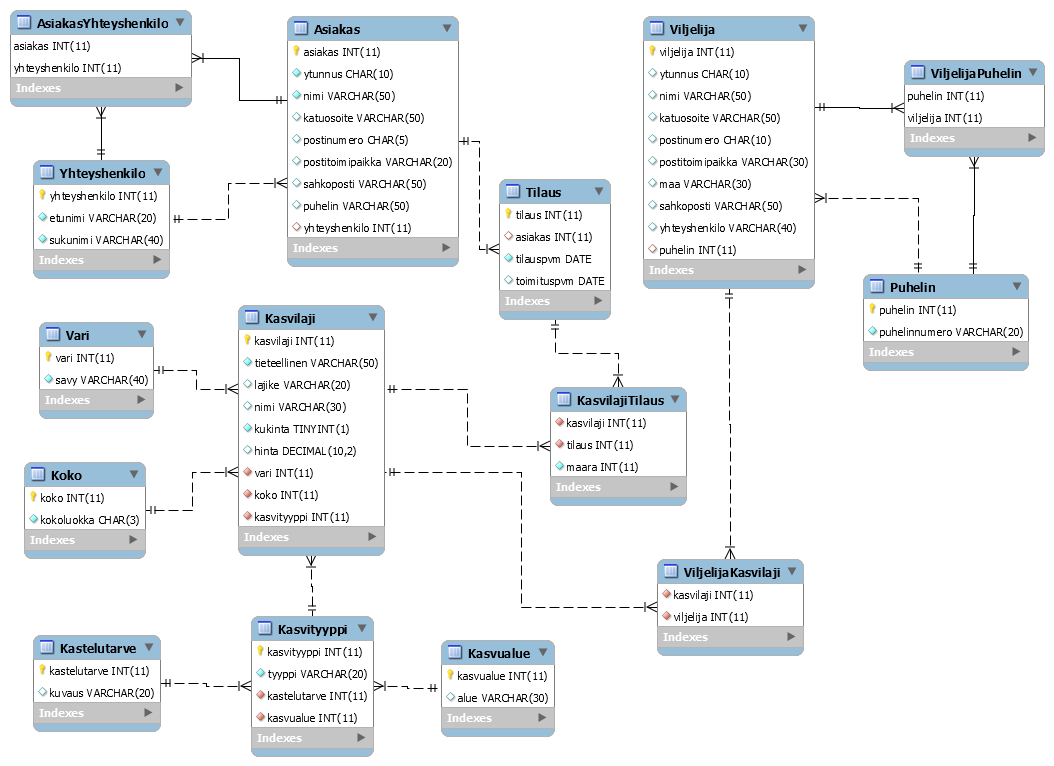 AsiakasYhteyshenkilo
asiakas INT(11)
yhteyshenkilo INT(11)
Indexes
Asiakas
asiakas INT(11)
ytunnus CHAR(10)
nimi VARCHAR(50)
katuosoite VARCHAR(50)
postinumero CHAR(5)
postitoimipaikka VARCHAR(20)
sahkoposti VARCHAR(50)
puhelin VARCHAR(50)
yhteyshenkilo INT(11)
Indexes
Viljelija
viljelija INT(11)
ytunnus CHAR(10)
nimi VARCHAR(50)
katuosoite VARCHAR(50)
postinumero CHAR(10)
postitoimipaikka VARCHAR(30)
maa VARCHAR(30)
sahkoposti VARCHAR(50)
yhteyshenkilo VARCHAR(40)
puhelin INT(11)
Indexes
ViljelijaPuhelin
puhelin INT(11)
viljelija INT(11)
Indexes
Yhteyshenkilo
yhteyshenkilo INT(11)
etunimi VARCHAR(20)
sukunimi VARCHAR(40)
Indexes
Tilaus
tilaus INT(11)
asiakas INT(11)
tilauspvm DATE
toimituspvm DATE
Indexes
Puhelin
puhelin INT(11)
puhelinnumero VARCHAR(20)
Indexes
Vari
vari INT(11)
savy VARCHAR(40)
Indexes
Kasvilaji
kasvilaji INT(11)
tieteellinen VARCHAR(50)
lajike VARCHAR(20)
nimi VARCHAR(30)
kukinta TINYINT(1)
hinta DECIMAL(10,2)
vari INT(11)
koko INT(11)
kasvityyppi INT(11)
Indexes
KasvilajiTilaus
kasvilaji INT(11)
tilaus INT(11)
maara INT(11)
Indexes
Koko
koko INT(11)
kokoluokka CHAR(3)
Indexes
ViljelijaKasvilaji
kasvilaji INT(11)
viljelija INT(11)
Indexes
Kastelutarve
kastelutarve INT(11)
kuvaus VARCHAR(20)
Indexes
Kasvityyppi
kasvityyppi INT(11)
tyyppi VARCHAR(20)
kastelutarve INT(11)
kasvualue INT(11)
Indexes
Kasvualue
kasvualue INT(11)
alue VARCHAR(30)
Indexes